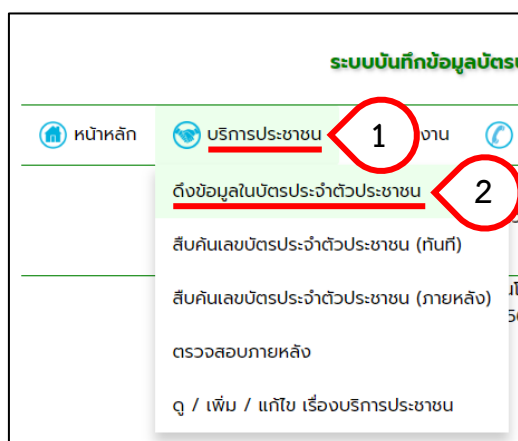 ระบบบันทึกข้อมูลบัตร
หน้าหลัก บริการประชาชน 1 งาน
ดึงข้อมูลในบัตรประจำตัวประชาชน 2
สืบค้นเลขบัตรประจำตัวประชาชน (ทันที)
สืบค้นเลขบัตรประจำตัวประชาชน (ภายหลัง)
ตรวจสอบภายหลัง
ดู / เพิ่ม / แก้ไข เรื่องบริการประชาชน